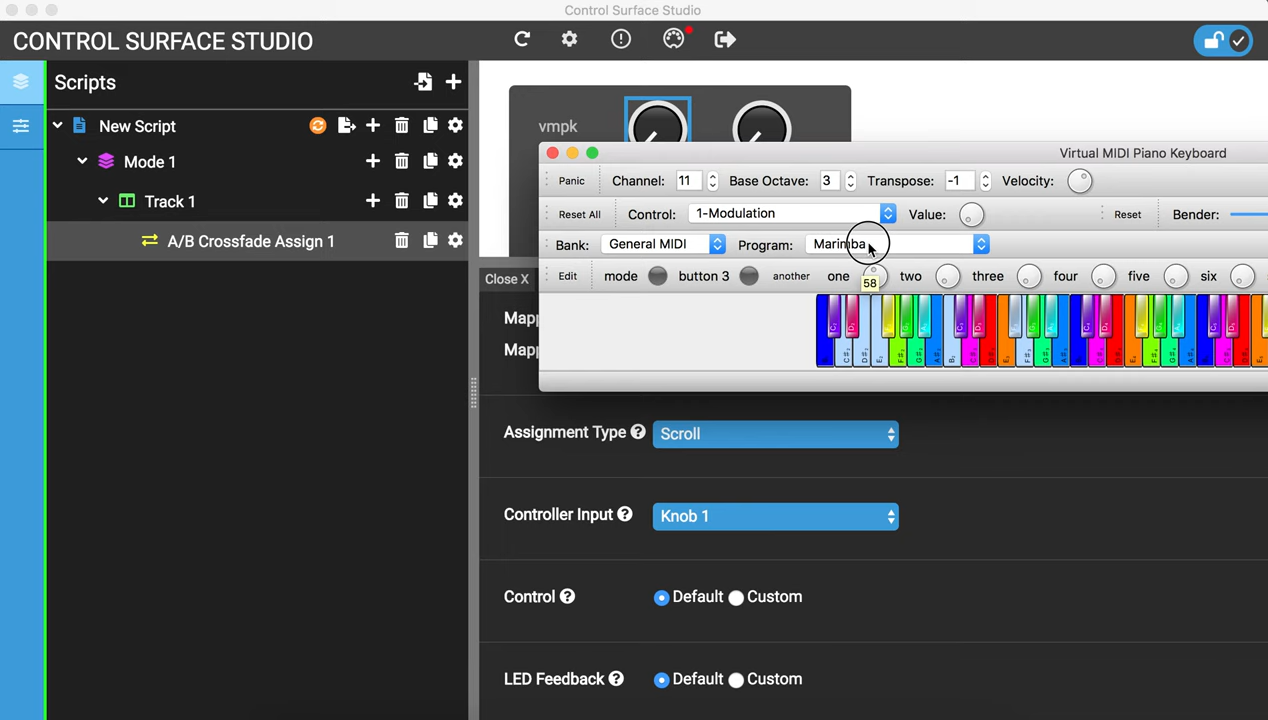 Control Surface Studio
CONTROL SURFACE STUDIO
Scripts
New Script
Mode 1
Track 1
A/B Crossfade Assign 1
vmpk
Virtual MIDI Piano Keyboard
Panic Channel: 11 Base Octave: 3 Transpose: -1 Velocity:
Reset All Control: 1-Modulation Value: Reset Bender:
Bank: General MIDI Program: Marimba
Edit mode button 3 another one two three four five six
58
Close X
Mapp
Mapp
Assignment Type Scroll
Controller Input Knob 1
Control Default Custom
LED Feedback Default Custom